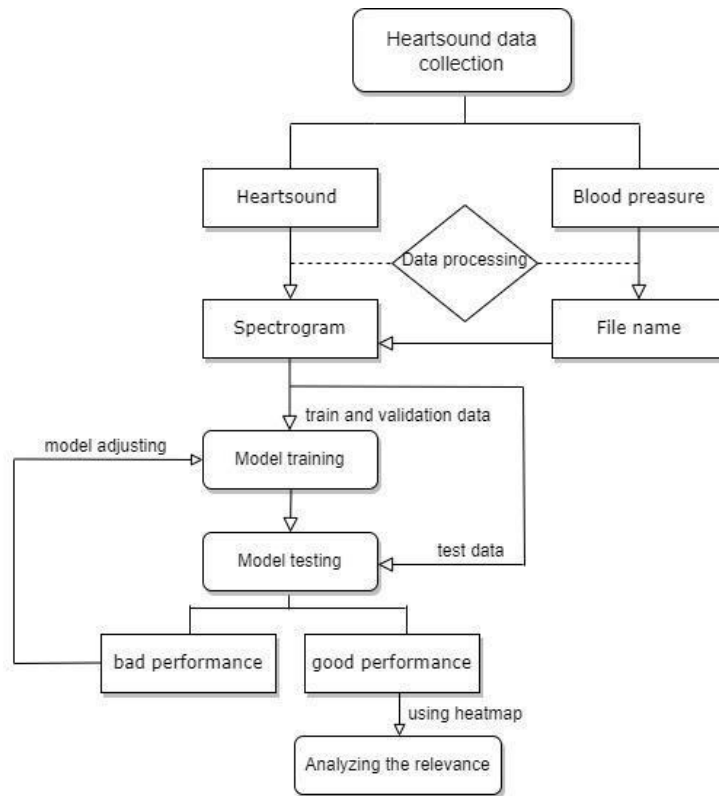 Heartsound data
collection
Heartsound
Blood preasure
Data processing
Spectrogram
File name
train and validation data
model adjusting
Model training
Model testing
test data
bad performance
good performance
using heatmap
Analyzing the relevance